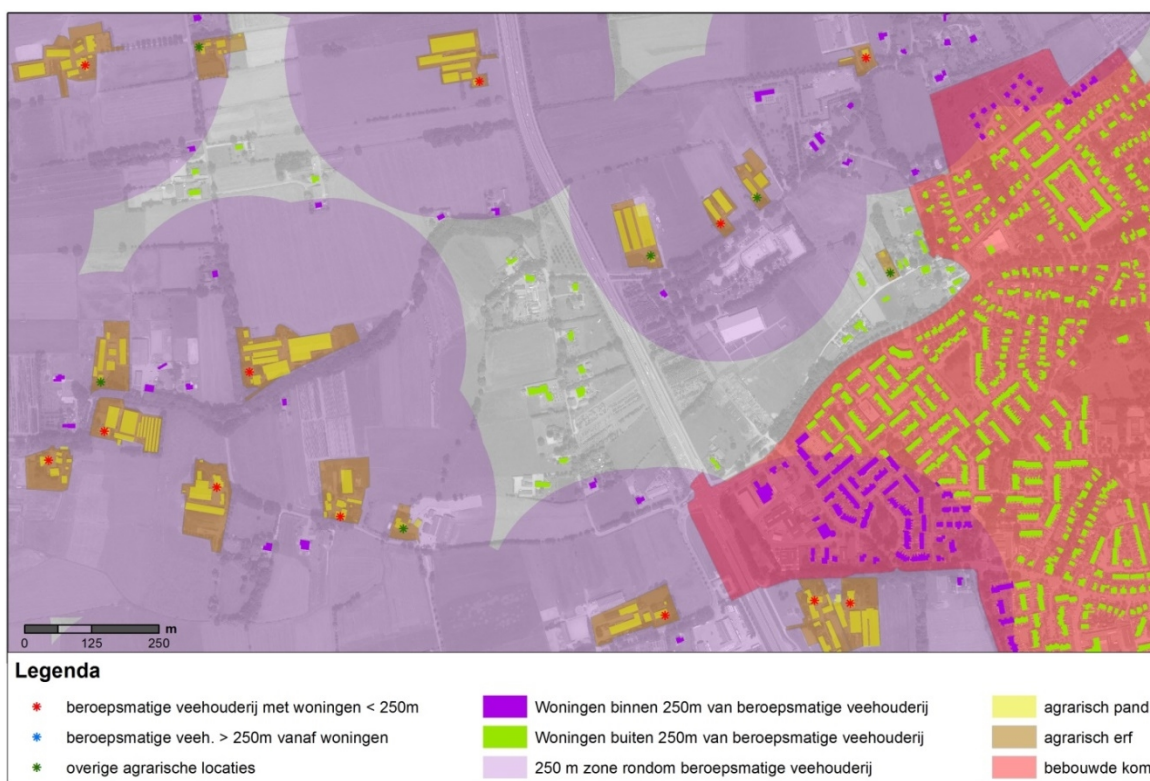 m
0 125 250
Legenda
beroepsmatige veehouderij met woningen < 250m
beroepsmatige veeh. > 250m vanaf woningen
overige agrarische locaties
Woningen binnen 250m van beroepsmatige veehouderij
Woningen buiten 250m van beroepsmatige veehouderij
250 m zone rondom beroepsmatige veehouderij
agrarisch pand
agrarisch erf
bebouwde kom